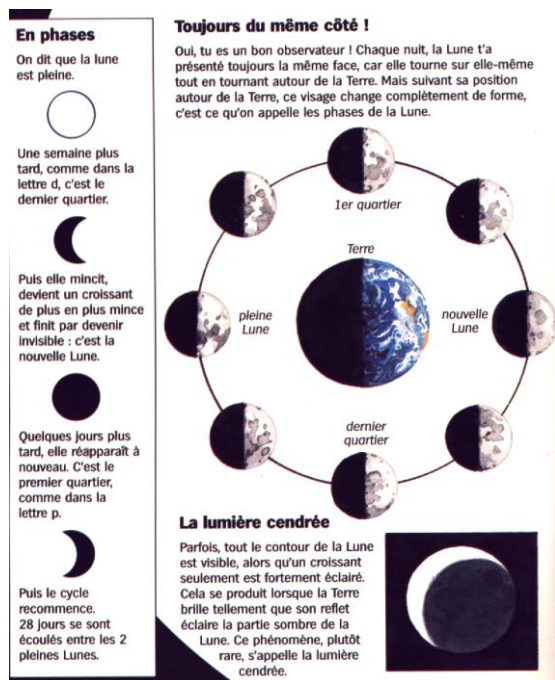 En phases
On dit que la lune
est pleine.
Une semaine plus
tard, comme dans la
lettre d, c'est le
dernier quartier.
Puis elle mincit,
devient un croissant
de plus en plus mince
et finit par devenir
invisible : c'est la
nouvelle Lune.
Quelques jours plus
tard, elle réapparaît à
nouveau. C'est le
premier quartier,
comme dans la
lettre p.
Puis le cycle
recommence.
28 jours se sont
écoulés entre les 2
pleines Lunes.
Toujours du même côté !
Oui, tu es un bon observateur ! Chaque nuit, la Lune t'a
présenté toujours la même face, car elle tourne sur elle-même
tout en tournant autour de la Terre. Mais suivant sa position
autour de la Terre, ce visage change complètement de forme,
c'est ce qu'on appelle les phases de la Lune.
1er quartier
Terre
pleine
Lune
nouvelle
Lune
dernier
quartier
La lumière cendrée
Parfois, tout le contour de la Lune
est visible, alors qu'un croissant
seulement est fortement éclairé.
Cela se produit lorsque la Terre
brille tellement que son reflet
éclaire la partie sombre de la
Lune. Ce phénomène, plutôt
rare, s'appelle la lumière
cendrée.